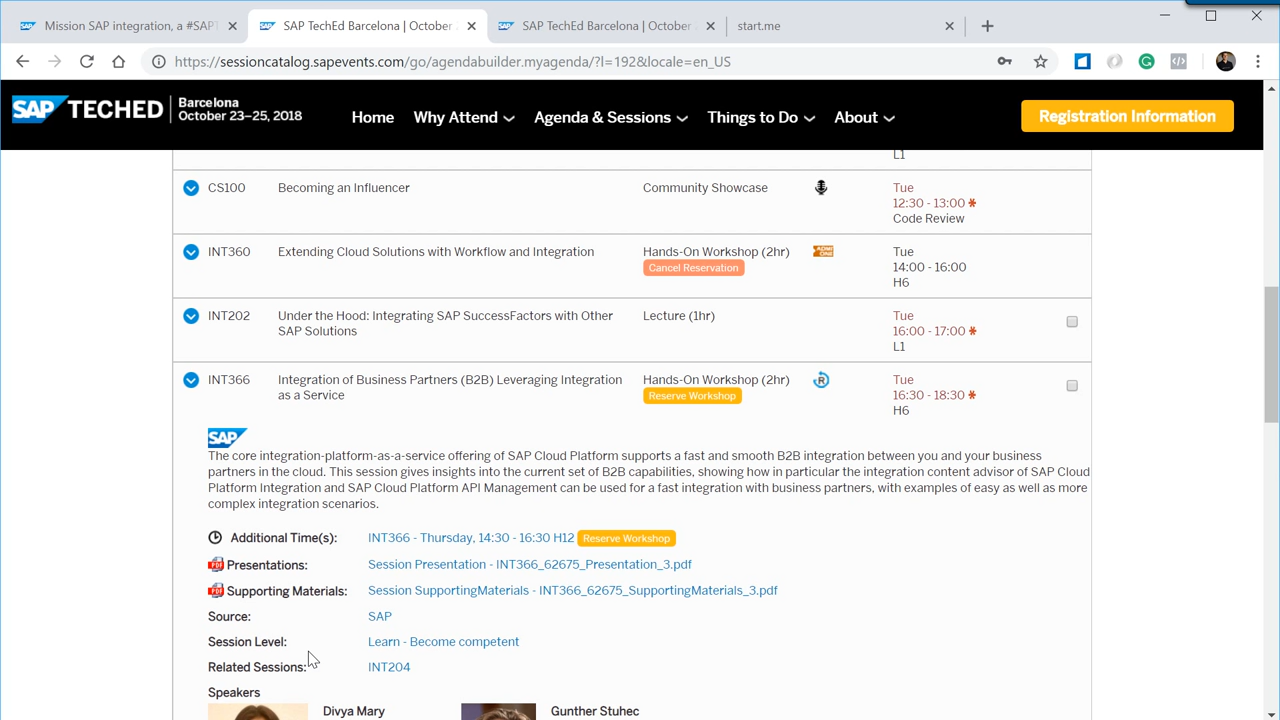 Mission SAP integration, a #SAPT
SAP TechEd Barcelona | October
SAP TechEd Barcelona | October
start.me
https://sessioncatalog.sapevents.com/go/agendabuilder.myagenda/?l=192&locale=en_US
SAP TECHED
Barcelona
October 23–25, 2018
Home
Why Attend
Agenda & Sessions
Things to Do
About
Registration Information
L1
CS100
Becoming an Influencer
Community Showcase
Tue
12:30 - 13:00 *
Code Review
INT360
Extending Cloud Solutions with Workflow and Integration
Hands-On Workshop (2hr)
Cancel Reservation
Tue
14:00 - 16:00
H6
INT202
Under the Hood: Integrating SAP SuccessFactors with Other
SAP Solutions
Lecture (1hr)
Tue
16:00 - 17:00 *
L1
INT366
Integration of Business Partners (B2B) Leveraging Integration
as a Service
Hands-On Workshop (2hr)
Reserve Workshop
R
Tue
16:30 - 18:30 *
H6
SAP
The core integration-platform-as-a-service offering of SAP Cloud Platform supports a fast and smooth B2B integration between you and your business
partners in the cloud. This session gives insights into the current set of B2B capabilities, showing how in particular the integration content advisor of SAP Cloud
Platform Integration and SAP Cloud Platform API Management can be used for a fast integration with business partners, with examples of easy as well as more
complex integration scenarios.
Additional Time(s): INT366 - Thursday, 14:30 - 16:30 H12 Reserve Workshop
PDF Presentations: Session Presentation - INT366_62675_Presentation_3.pdf
PDF Supporting Materials: Session SupportingMaterials - INT366_62675_SupportingMaterials_3.pdf
Source: SAP
Session Level: Learn - Become competent
Related Sessions: INT204
Speakers
Divya Mary
Gunther Stuhec